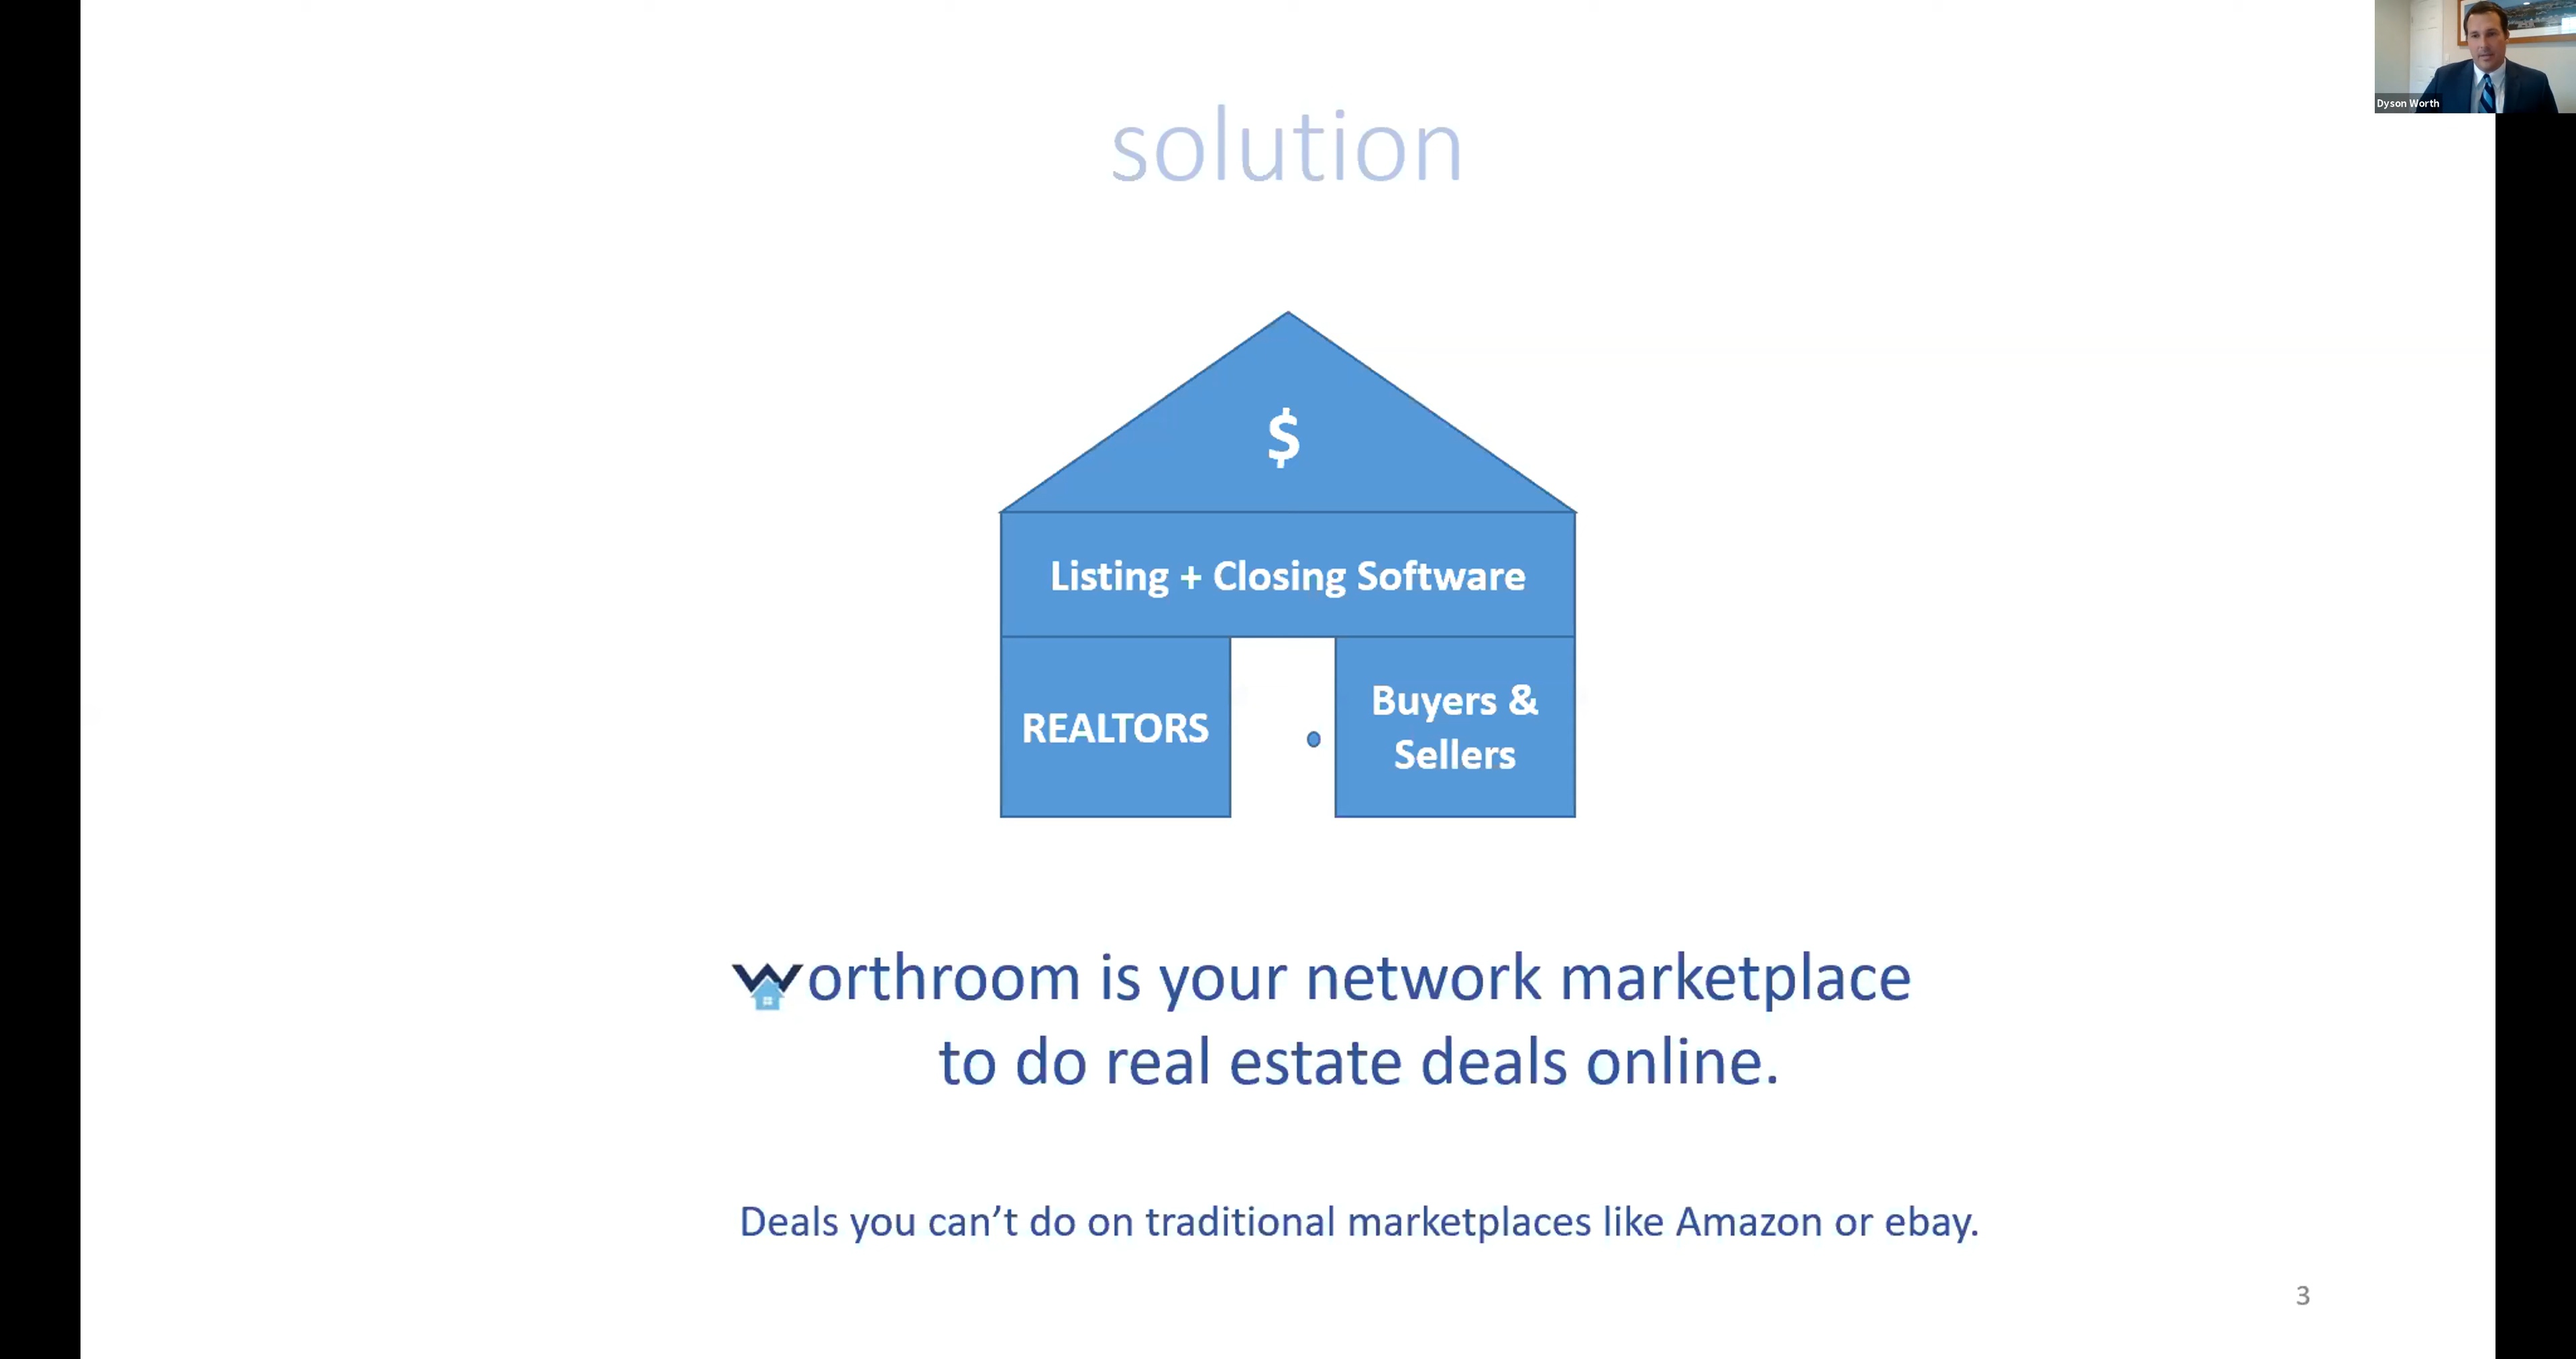 Dyson Worth
solution
$
Listing + Closing Software
REALTORS
Buyers &
Sellers
Worthroom is your network marketplace
to do real estate deals online.
Deals you can’t do on traditional marketplaces like Amazon or ebay.
3